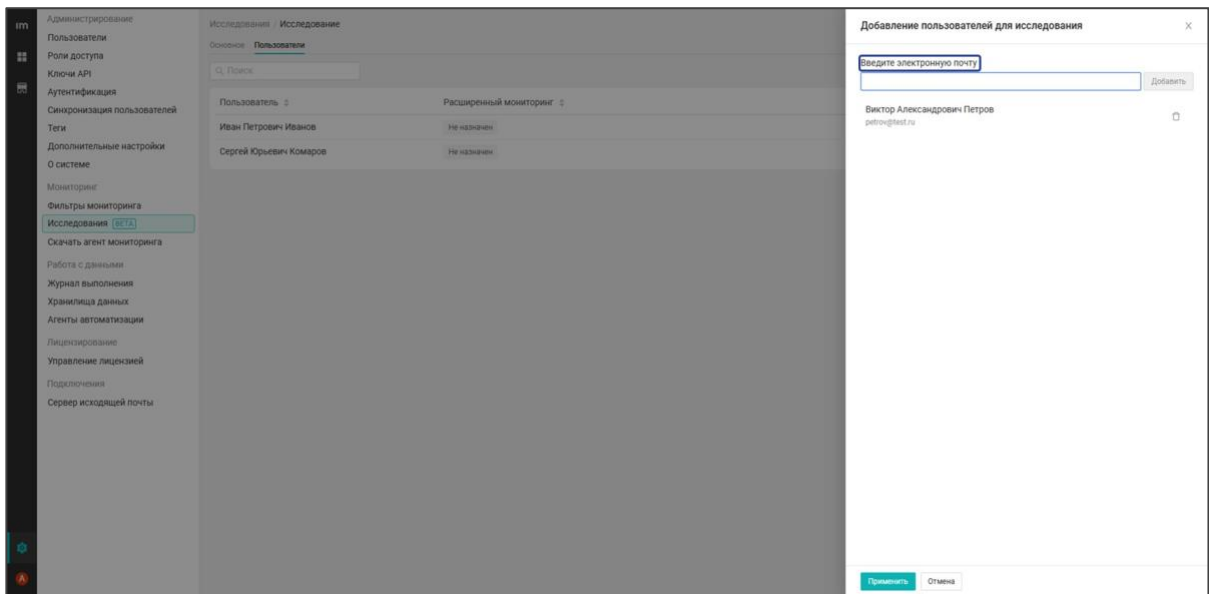 im
Администрирование
Пользователи
Роли доступа
Ключи API
Аутентификация
Синхронизация пользователей
Теги
Дополнительные настройки
О системе
Мониторинг
Фильтры мониторинга
Исследования BETA
Скачать агент мониторинга
Работа с данными
Журнал выполнения
Хранилища данных
Агенты автоматизации
Лицензирование
Управление лицензией
Подключения
Сервер исходящей почты
А
Исследования / Исследование
Основное Пользователи
Поиск
Пользователь Расширенный мониторинг
Иван Петрович Иванов Не назначен
Сергей Юрьевич Комаров Не назначен
Добавление пользователей для исследования
Введите электронную почту
Добавить
Виктор Александрович Петров
petrov@test.ru
Применить Отмена